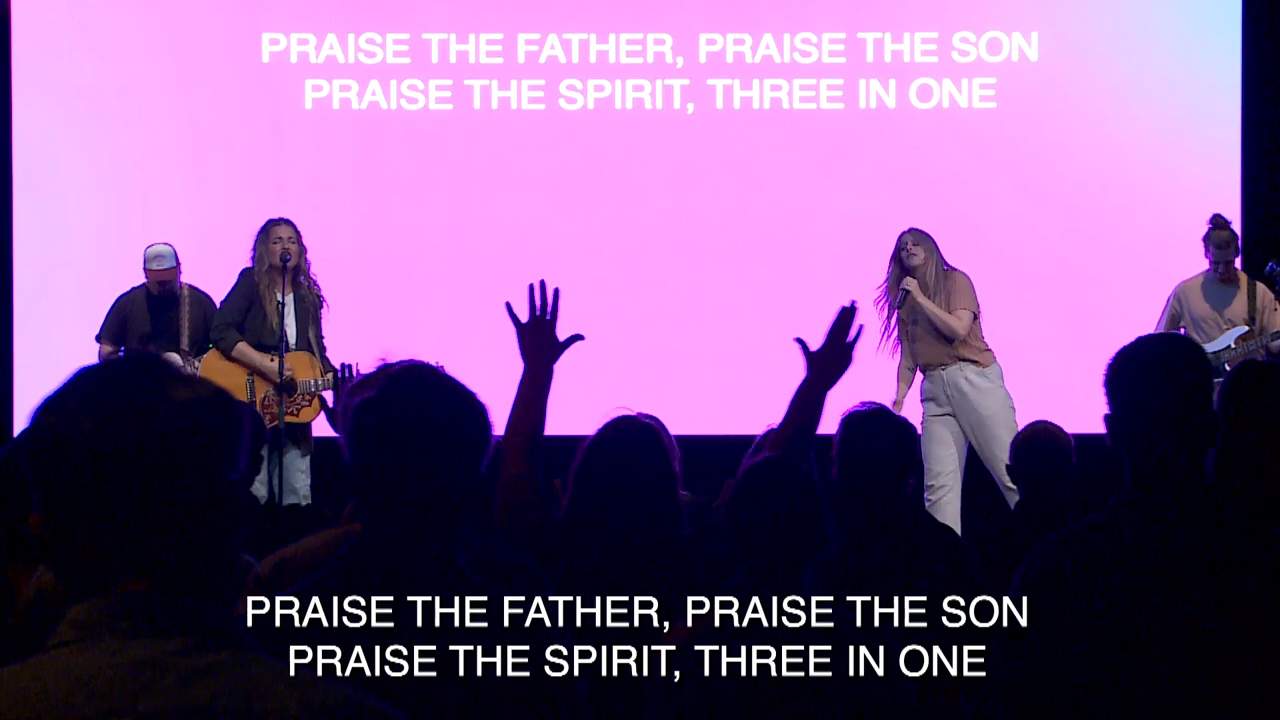 PRAISE THE FATHER, PRAISE THE SON
PRAISE THE SPIRIT, THREE IN ONE
PRAISE THE FATHER, PRAISE THE SON
PRAISE THE SPIRIT, THREE IN ONE